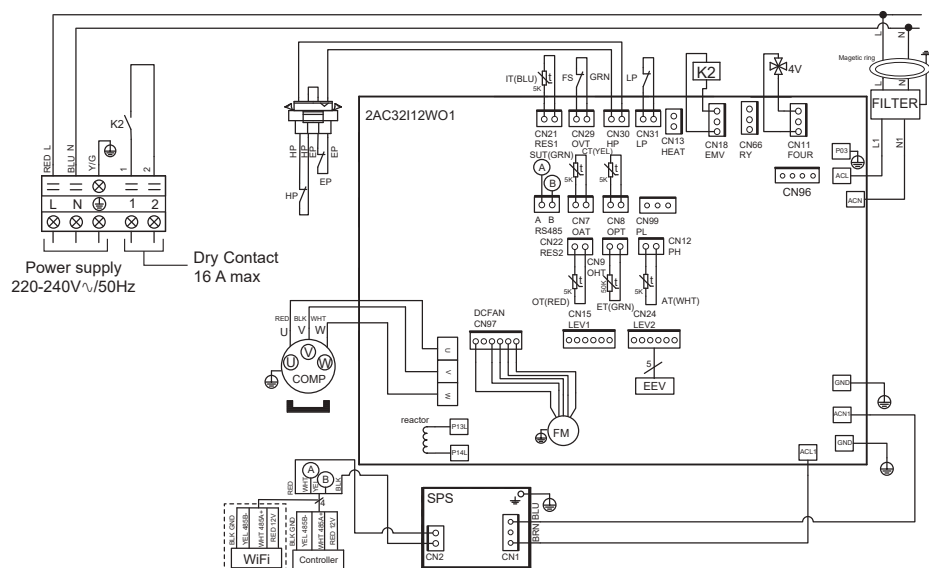 L
N
Magetic ring
L
N
FILTER
L1
N1
RED L
BLU N
Y/G
K2
1
2
L
N
1
2
Power supply
220-240V∿/50Hz
Dry Contact
16 A max
HP
HP
EP
EP
HP
EP
2AC32I12WO1
IT(BLU)
t
5K
FS
GRN
LP
K2
4V
CN21
RES1
CN29
OVT
CN30
HP
CN31
LP
CN13
HEAT
CN18
EMV
CN66
RY
CN11
FOUR
P03
ACL
ACN
CN96
SUT(GRN)
CT(YEL)
A
B
t
5K
t
5K
A B
RS485
CN7
OAT
CN8
OPT
CN99
PL
CN22
RES2
CN9
OHT
CN12
PH
t
5K
t
50K
t
5K
OT(RED)
ET(GRN)
AT(WHT)
CN15
LEV1
CN24
LEV2
5
EEV
DCFAN
CN97
FM
RED
BLK
WHT
U
V
W
U
V
W
COMP
U
V
W
reactor
P13L
P14L
GND
ACN1
GND
ACL1
RED
WHT
YEL
BLK
A
B
4
BLK GND
YEL 485B-
WHT 485A+
RED 12V
WiFi
BLK GND
YEL 485B-
WHT 485A+
RED 12V
Controller
SPS
CN2
CN1
BLU
BRN